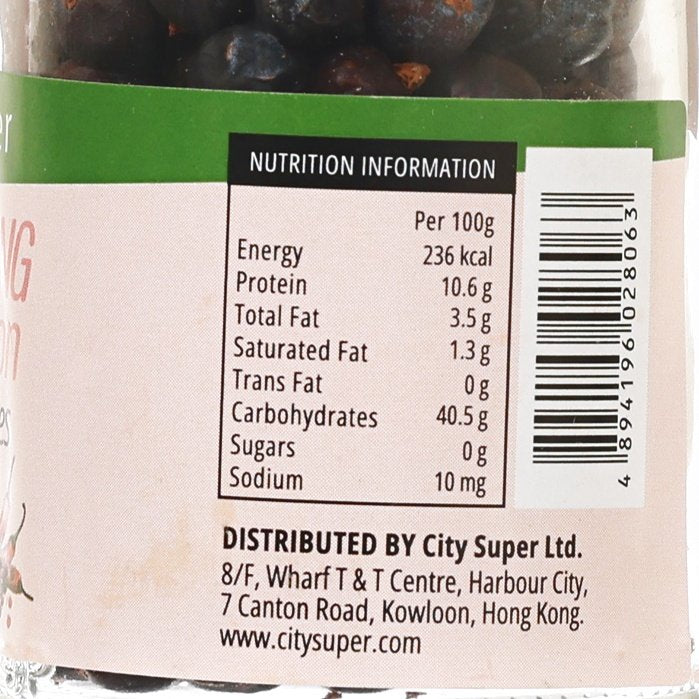 NUTRITION INFORMATION
Per 100g
Energy 236 kcal
Protein 10.6 g
Total Fat 3.5 g
Saturated Fat 1.3 g
Trans Fat 0 g
Carbohydrates 40.5 g
Sugars 0 g
Sodium 10 mg
DISTRIBUTED BY City Super Ltd.
8/F, Wharf T & T Centre, Harbour City,
7 Canton Road, Kowloon, Hong Kong.
www.citysuper.com
4 894196 028063